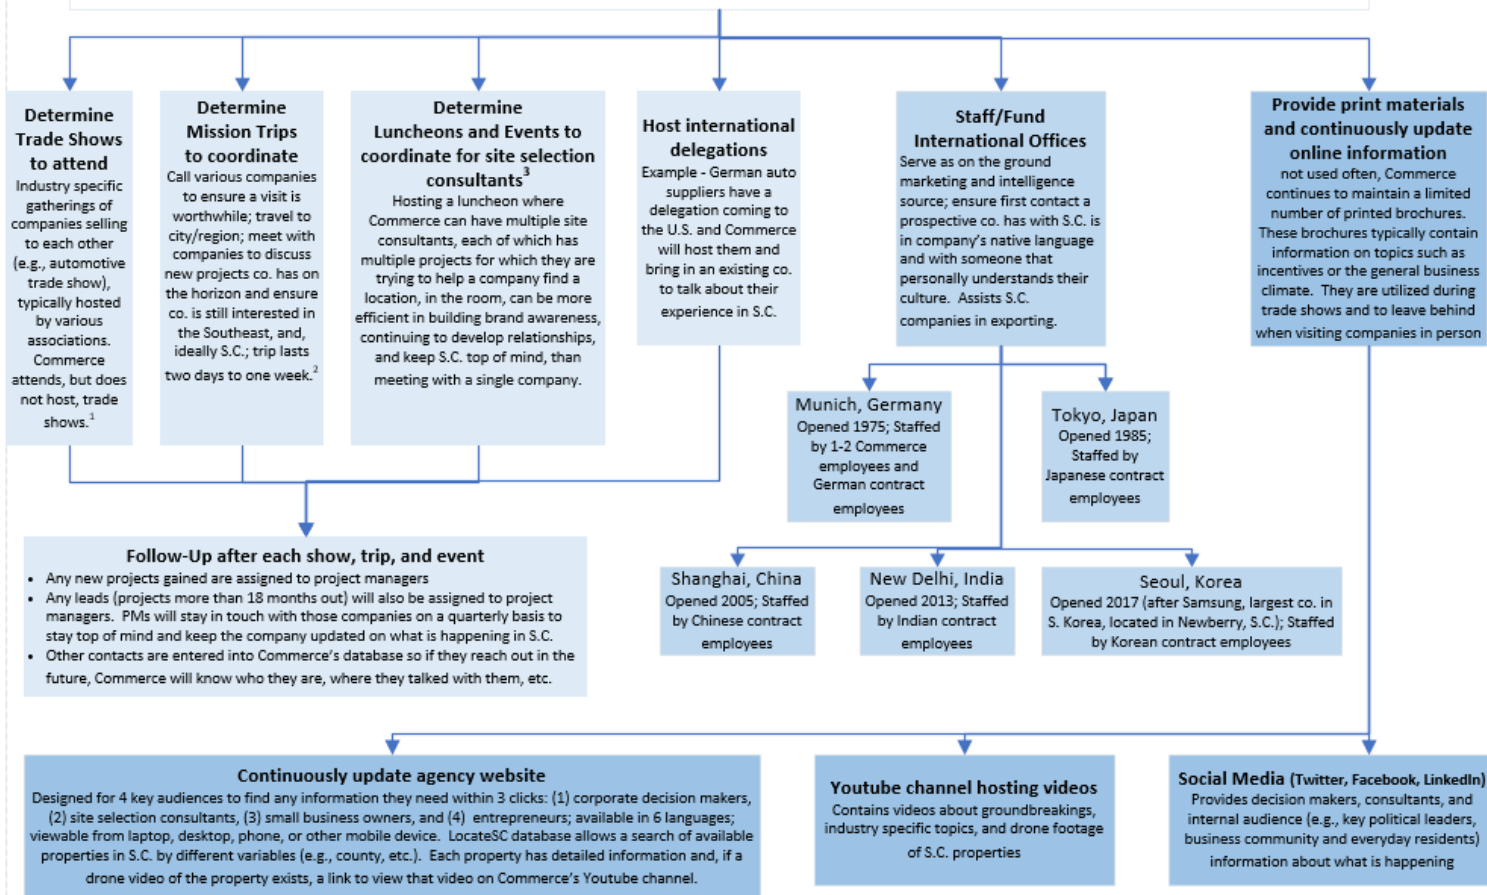 Determine
Trade Shows
to attend
Industry specific
gatherings of
companies selling
to each other
(e.g., automotive
trade show),
typically hosted
by various
associations.
Commerce
attends, but does
not host, trade
shows.1
Determine
Mission Trips
to coordinate
Call various companies
to ensure a visit is
worthwhile; travel to
city/region; meet with
companies to discuss
new projects co. has on
the horizon and ensure
co. is still interested in
the Southeast, and,
ideally S.C.; trip lasts
two days to one week.2
Determine
Luncheons and Events to
coordinate for site selection
consultants3
Hosting a luncheon where
Commerce can have multiple site
consultants, each of which has
multiple projects for which they are
trying to help a company find a
location, in the room, can be more
efficient in building brand awareness,
continuing to develop relationships,
and keep S.C. top of mind, than
meeting with a single company.
Host international
delegations
Example - German auto
suppliers have a
delegation coming to
the U.S. and Commerce
will host them and
bring in an existing co.
to talk about their
experience in S.C.
Staff/Fund
International Offices
Serve as on the ground
marketing and intelligence
source; ensure first contact a
prospective co. has with S.C. is
in company's native language
and with someone that
personally understands their
culture. Assists S.C.
companies in exporting.
Provide print materials
and continuously update
online information
not used often, Commerce
continues to maintain a limited
number of printed brochures.
These brochures typically contain
information on topics such as
incentives or the general business
climate. They are utilized during
trade shows and to leave behind
when visiting companies in person
Munich, Germany
Opened 1975; Staffed
by 1-2 Commerce
employees and
German contract
employees
Tokyo, Japan
Opened 1985;
Staffed by
Japanese contract
employees
Follow-Up after each show, trip, and event
• Any new projects gained are assigned to project managers
• Any leads (projects more than 18 months out) will also be assigned to project
managers. PMs will stay in touch with those companies on a quarterly basis to
stay top of mind and keep the company updated on what is happening in S.C.
• Other contacts are entered into Commerce's database so if they reach out in the
future, Commerce will know who they are, where they talked with them, etc.
Shanghai, China
Opened 2005; Staffed
by Chinese contract
employees
New Delhi, India
Opened 2013; Staffed
by Indian contract
employees
Seoul, Korea
Opened 2017 (after Samsung, largest co. in
S. Korea, located in Newberry, S.C.); Staffed
by Korean contract employees
Continuously update agency website
Designed for 4 key audiences to find any information they need within 3 clicks: (1) corporate decision makers,
(2) site selection consultants, (3) small business owners, and (4) entrepreneurs; available in 6 languages;
viewable from laptop, desktop, phone, or other mobile device. LocateSC database allows a search of available
properties in S.C. by different variables (e.g., county, etc.). Each property has detailed information and, if a
drone video of the property exists, a link to view that video on Commerce's Youtube channel.
Youtube channel hosting videos
Contains videos about groundbreakings,
industry specific topics, and drone footage
of S.C. properties
Social Media (Twitter, Facebook, LinkedIn)
Provides decision makers, consultants, and
internal audience (e.g., key political leaders,
business community and everyday residents)
information about what is happening